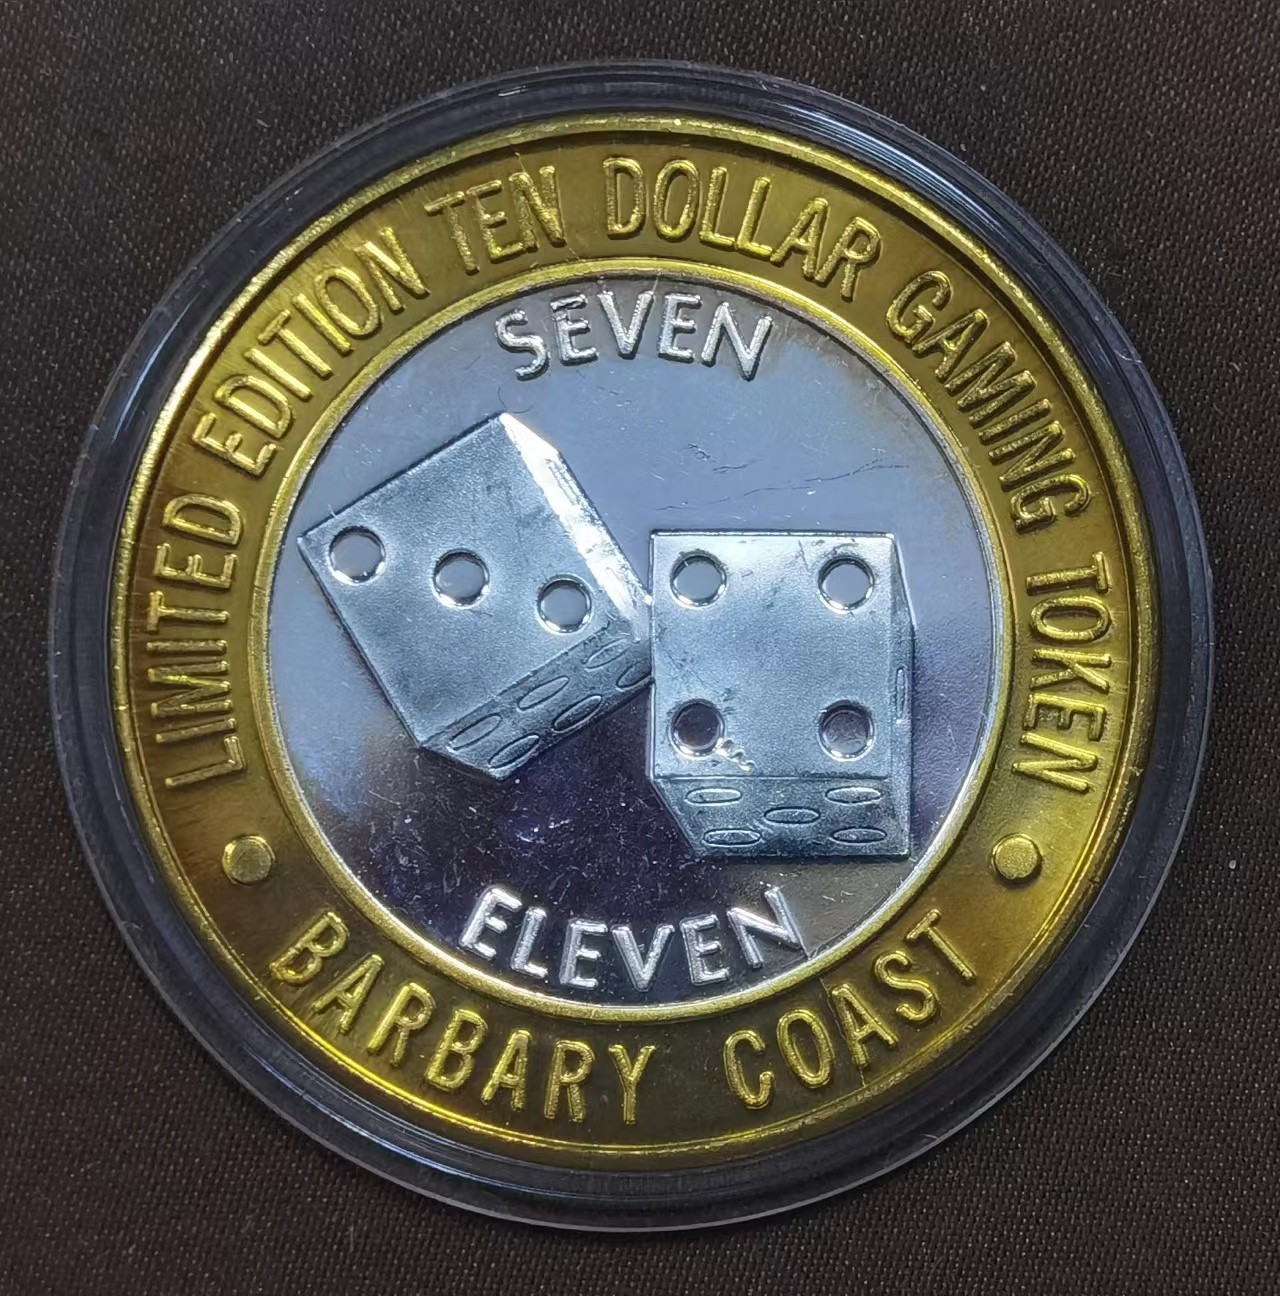 LIMITED EDITION TEN DOLLAR GAMING TOKEN
SEVEN
ELEVEN
BARBARY COAST